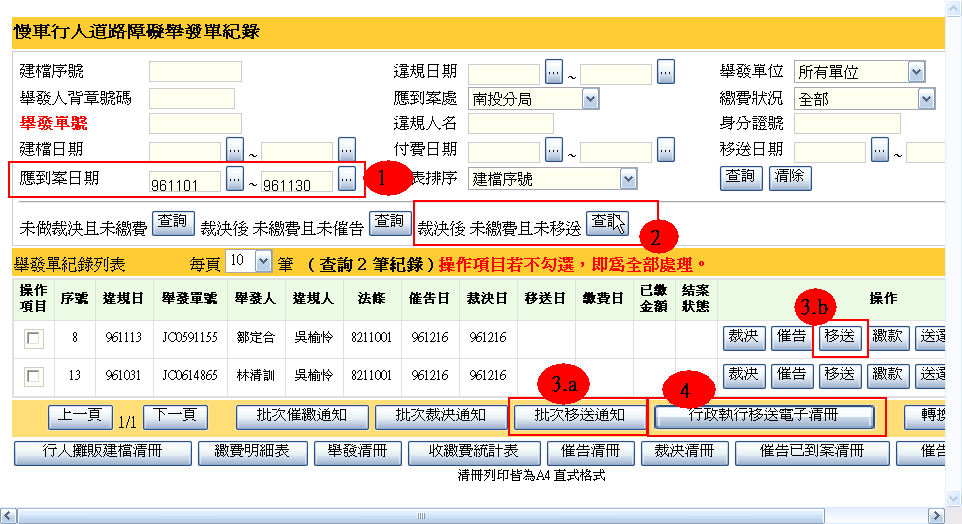 慢車行人道路障礙舉發單紀錄
建檔序號 違規日期 ... ~ ... 舉發單位 所有單位
舉發人背章號碼 應到案處 南投分局 繳費狀況 全部
舉發單號 違規人名 身分證號
建檔日期 ... ~ ... 付費日期 ... ~ ... 移送日期 ... ~
應到案日期 961101 ... ~ 961130 ... 1 表排序 建檔序號 查詢 清除
未做裁決且未繳費 查詢 裁決後 未繳費且未催告 查詢 裁決後 未繳費且未移送 查詢 2
舉發單紀錄列表 每頁 10 筆 (查詢 2 筆紀錄) 操作項目若不勾選，即為全部處理。
操作項目 序號 違規日 舉發單號 舉發人 違規人 法條 催告日 裁決日 移送日 繳費日 已繳金額 結案狀態 操作
3.b
8 961113 JC0591155 鄒定合 吳榆怜 8211001 961216 961216 裁決 催告 移送 繳款 送達
13 961031 JC0614865 林清訓 吳榆怜 8211001 961216 961216 裁決 催告 移送 繳款 送達
3.a 4
上一頁 1/1 下一頁 批次催繳通知 批次裁決通知 批次移送通知 行政執行移送電子清冊 轉換
行人攤販建檔清冊 繳費明細表 舉發清冊 收繳費統計表 催告清冊 裁決清冊 催告已到案清冊 催告
清冊列印皆為A4 直式格式